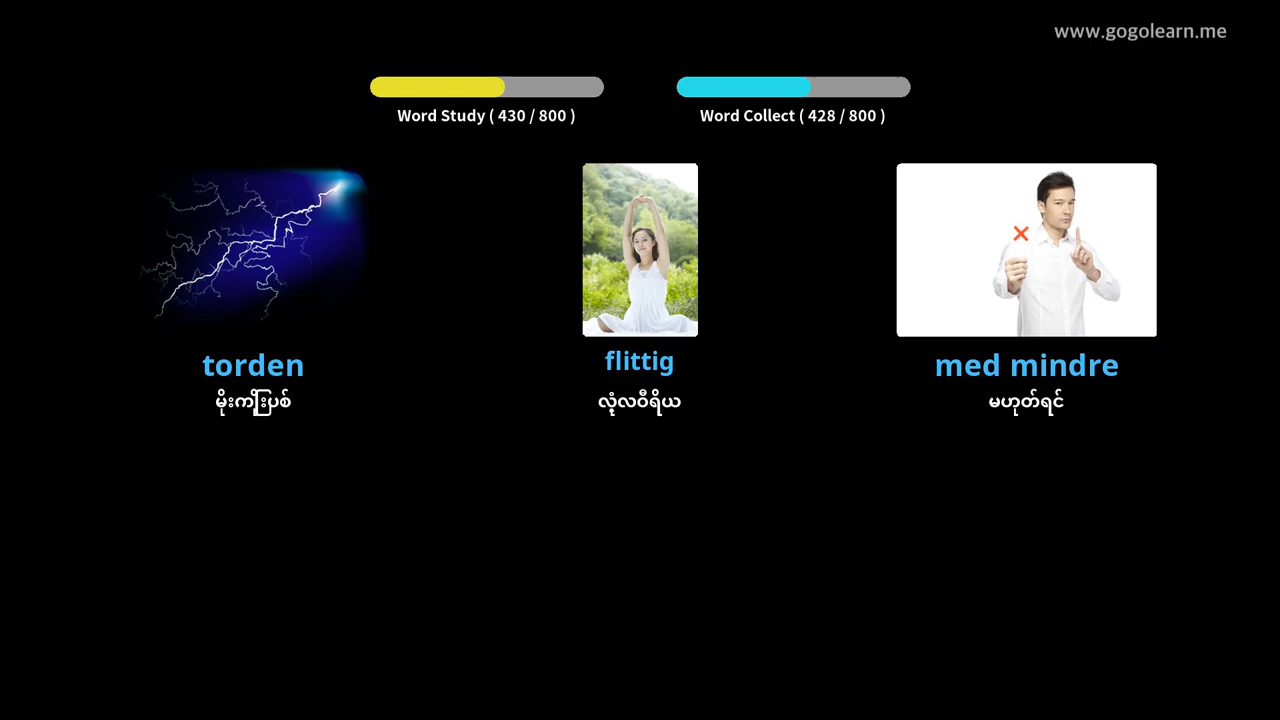 www.gogolearn.me
Word Study ( 430 / 800 )
Word Collect ( 428 / 800 )
torden
flittig
med mindre
မိုးကျိုးပြစ်
လုံ့လဝီရိယ
မဟုတ်ရင်